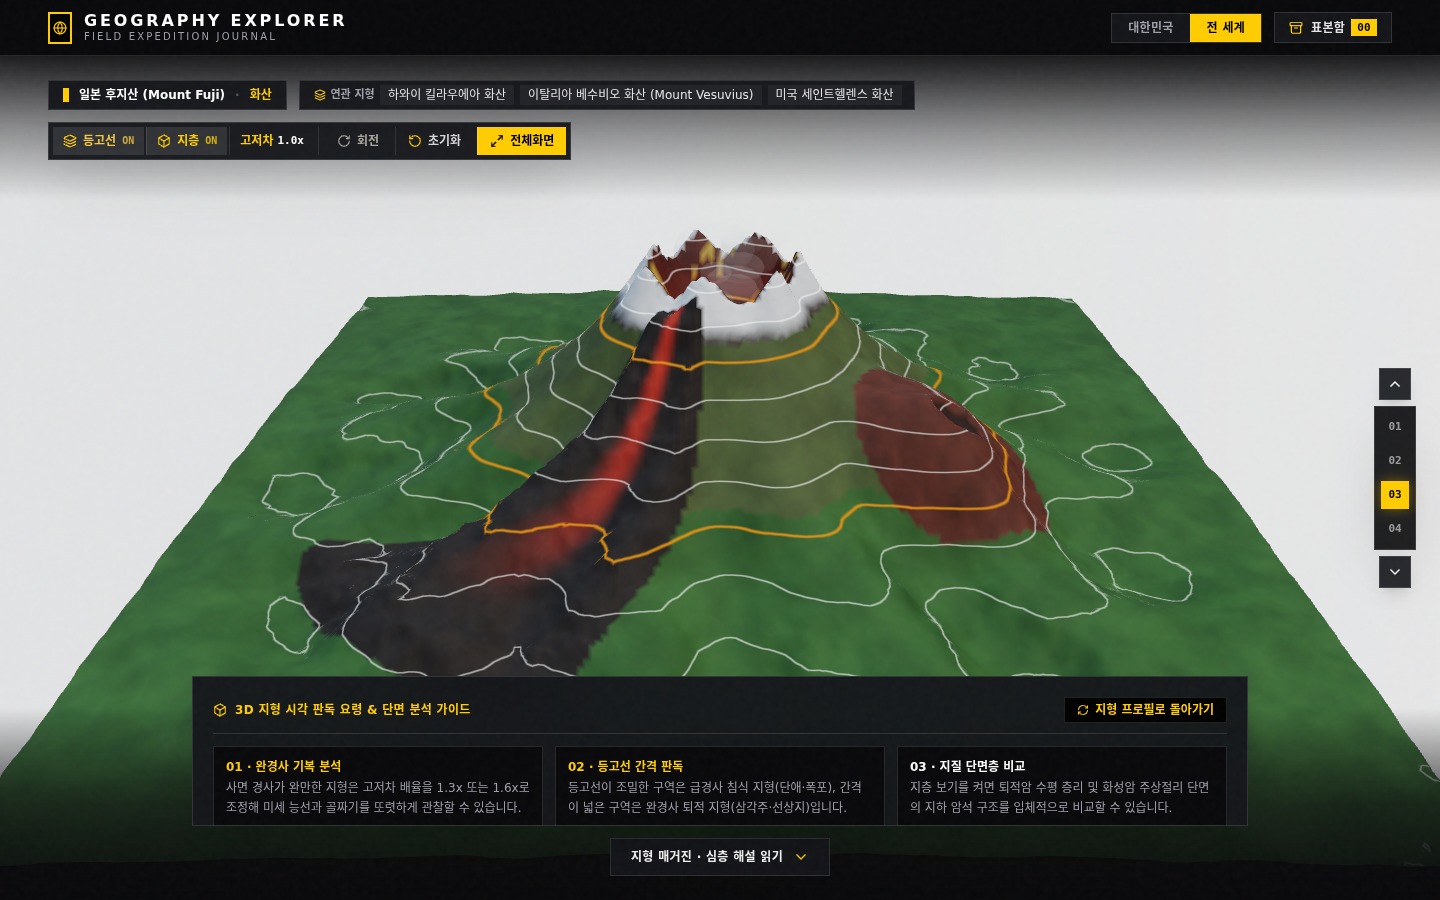 GEOGRAPHY EXPLORER
FIELD EXPEDITION JOURNAL
대한민국
전 세계
표본함 00
일본 후지산 (Mount Fuji) · 화산
연관 지형
하와이 킬라우에아 화산
이탈리아 베수비오 화산 (Mount Vesuvius)
미국 세인트헬렌스 화산
등고선 ON
지층 ON
고저차 1.0x
회전
초기화
전체화면
01
02
03
04
3D 지형 시각 판독 요령 & 단면 분석 가이드
지형 프로필로 돌아가기
01 · 완경사 기복 분석
사면 경사가 완만한 지형은 고저차 배율을 1.3x 또는 1.6x로
조정해 미세 능선과 골짜기를 또렷하게 관찰할 수 있습니다.
02 · 등고선 간격 판독
등고선이 조밀한 구역은 급경사 침식 지형(단애·폭포), 간격
이 넓은 구역은 완경사 퇴적 지형(삼각주·선상지)입니다.
03 · 지질 단면층 비교
지층 보기를 켜면 퇴적암 수평 층리 및 화성암 주상절리 단면
의 지하 암석 구조를 입체적으로 비교할 수 있습니다.
지형 매거진 · 심층 해설 읽기